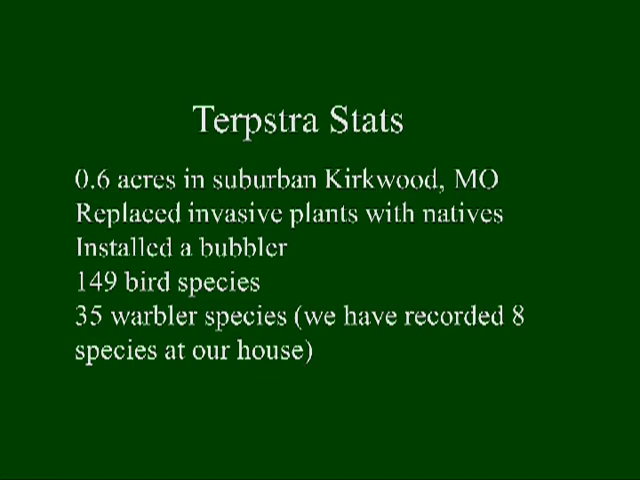 Terpstra Stats
0.6 acres in suburban Kirkwood, MO
Replaced invasive plants with natives
Installed a bubbler
149 bird species
35 warbler species (we have recorded 8
species at our house)